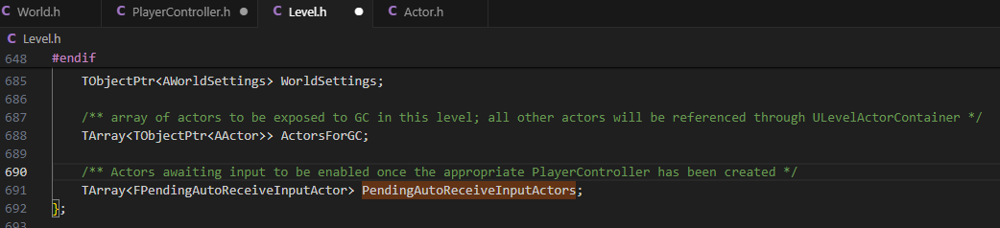 World.h PlayerController.h Level.h Actor.h
Level.h
648 #endif
685 TObjectPtr<AWorldSettings> WorldSettings;
686
687 /** array of actors to be exposed to GC in this level; all other actors will be referenced through ULevelActorContainer */
688 TArray<TObjectPtr<AActor>> ActorsForGC;
689
690 /** Actors awaiting input to be enabled once the appropriate PlayerController has been created */
691 TArray<FPendingAutoReceiveInputActor> PendingAutoReceiveInputActors;
692 };
693